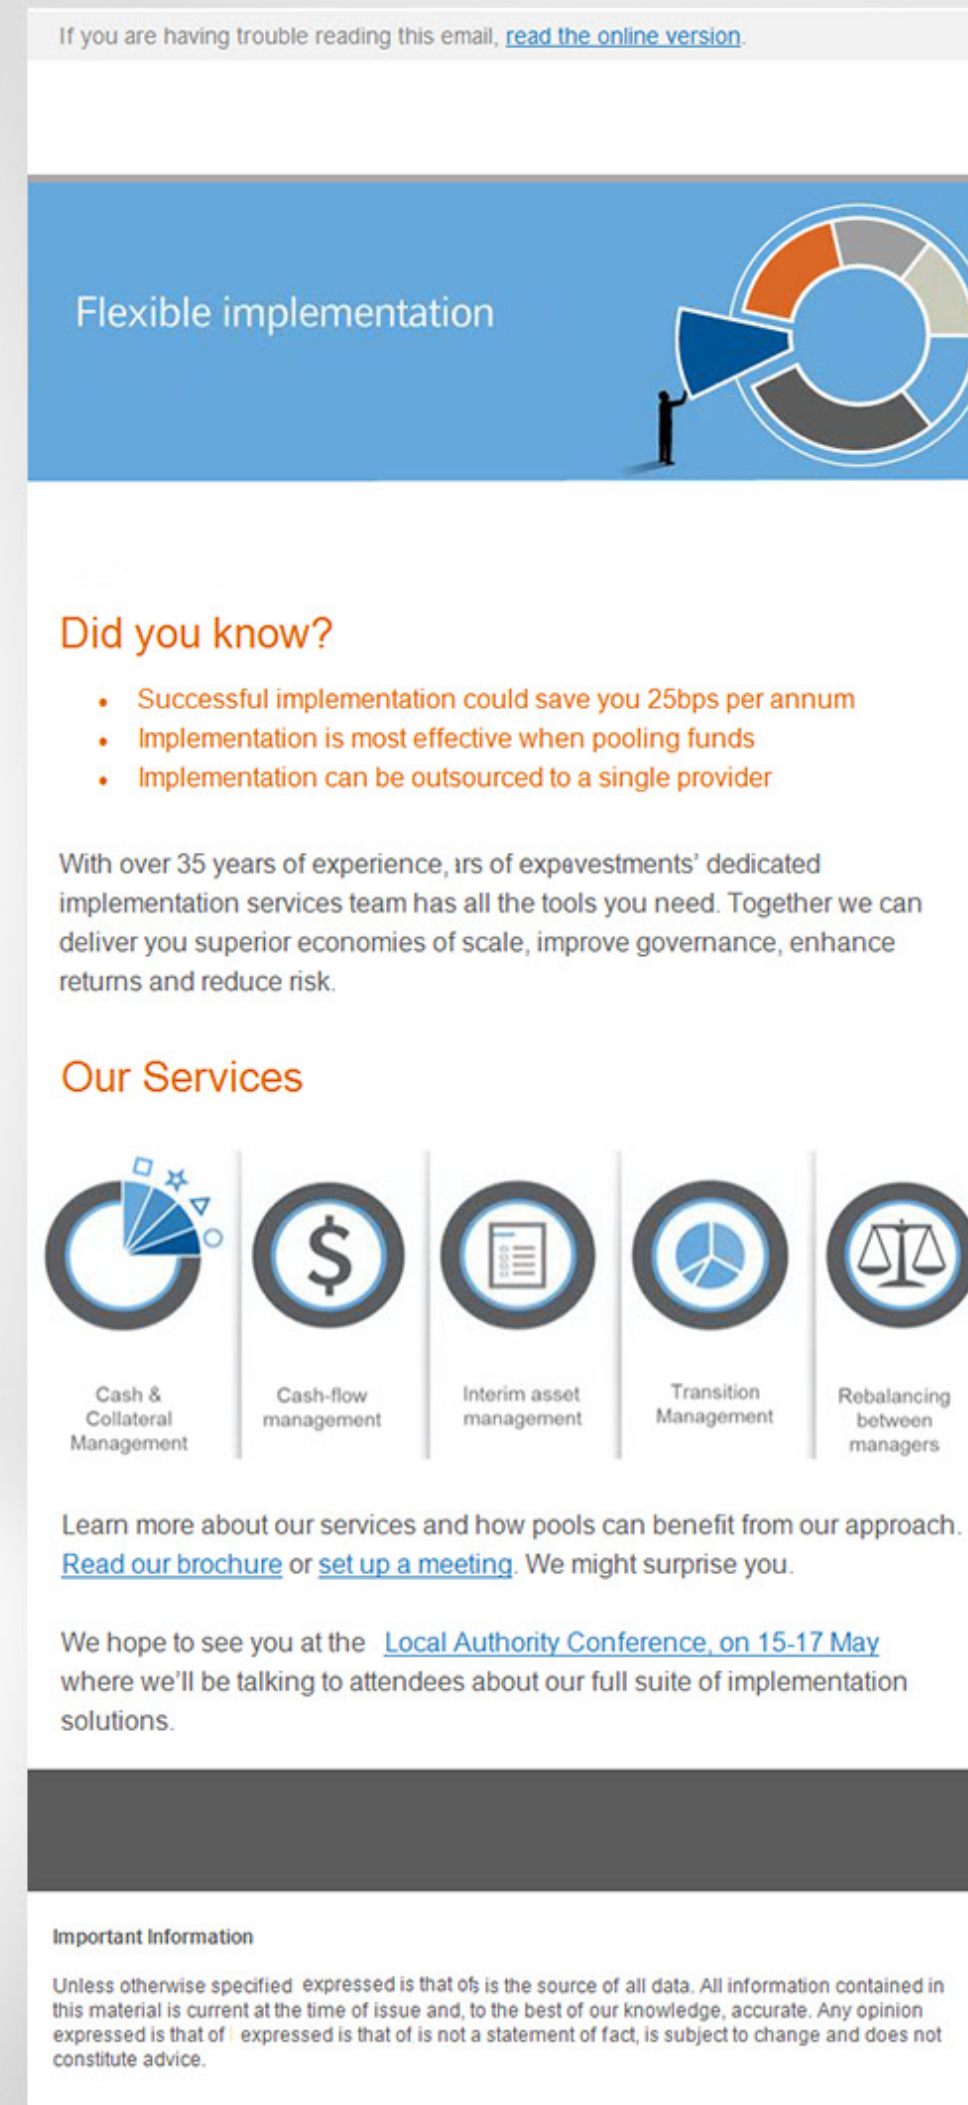 If you are having trouble reading this email, read the online version.
Flexible implementation
Did you know?
• Successful implementation could save you 25bps per annum
• Implementation is most effective when pooling funds
• Implementation can be outsourced to a single provider
With over 35 years of experience, ars of expavestments' dedicated
implementation services team has all the tools you need. Together we can
deliver you superior economies of scale, improve governance, enhance
returns and reduce risk.
Our Services
$
Cash &
Collateral
Management
Cash-flow
management
Interim asset
management
Transition
Management
Rebalancing
between
managers
Learn more about our services and how pools can benefit from our approach.
Read our brochure or set up a meeting. We might surprise you.
We hope to see you at the Local Authority Conference, on 15-17 May
where we'll be talking to attendees about our full suite of implementation
solutions.
Important Information
Unless otherwise specified expressed is that ofs is the source of all data. All information contained in
this material is current at the time of issue and, to the best of our knowledge, accurate. Any opinion
expressed is that of expressed is that of is not a statement of fact, is subject to change and does not
constitute advice.